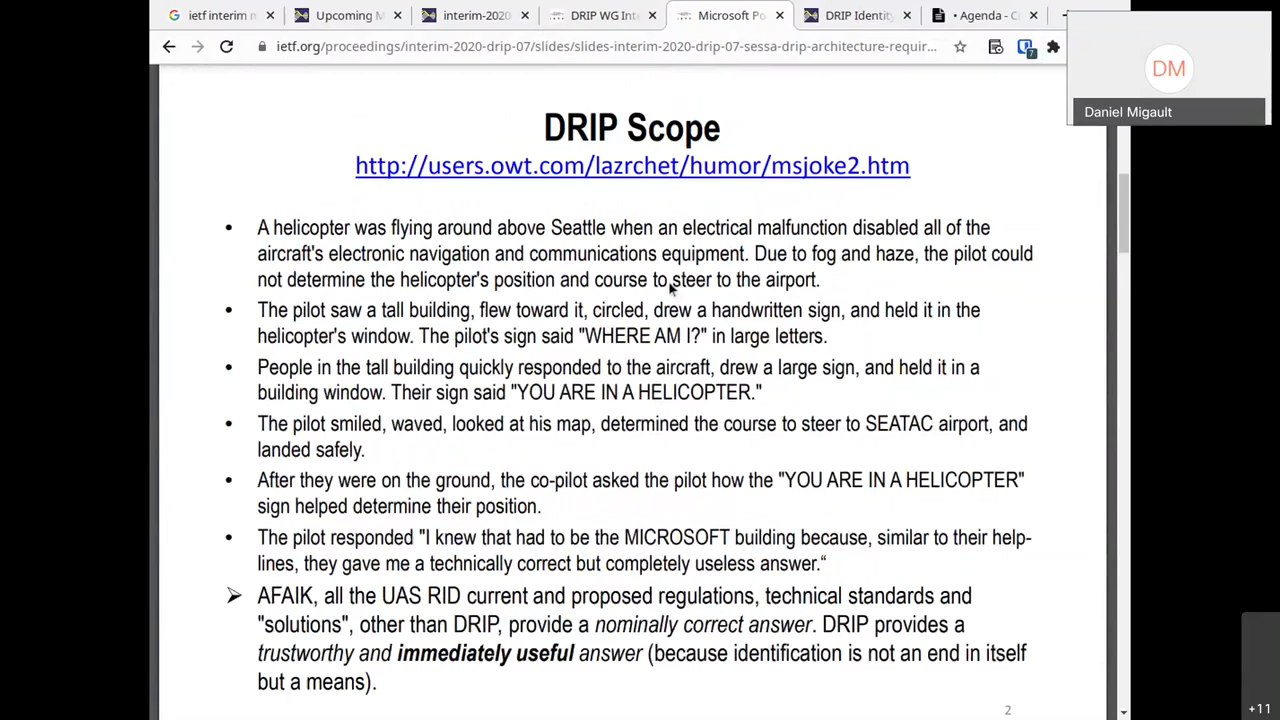 ietf interim m
Upcoming M
interim-2020
DRIP WG Inte
Microsoft Po
DRIP Identity
• Agenda - C
ietf.org/proceedings/interim-2020-drip-07/slides/slides-interim-2020-drip-07-sessa-drip-architecture-requir...
7
DM
Daniel Migault
DRIP Scope
http://users.owt.com/lazrchet/humor/msjoke2.htm
• A helicopter was flying around above Seattle when an electrical malfunction disabled all of the
aircraft's electronic navigation and communications equipment. Due to fog and haze, the pilot could
not determine the helicopter's position and course to steer to the airport.
• The pilot saw a tall building, flew toward it, circled, drew a handwritten sign, and held it in the
helicopter's window. The pilot's sign said "WHERE AM I?" in large letters.
• People in the tall building quickly responded to the aircraft, drew a large sign, and held it in a
building window. Their sign said "YOU ARE IN A HELICOPTER."
• The pilot smiled, waved, looked at his map, determined the course to steer to SEATAC airport, and
landed safely.
• After they were on the ground, the co-pilot asked the pilot how the "YOU ARE IN A HELICOPTER"
sign helped determine their position.
• The pilot responded "I knew that had to be the MICROSOFT building because, similar to their help-
lines, they gave me a technically correct but completely useless answer.“
➢ AFAIK, all the UAS RID current and proposed regulations, technical standards and
"solutions", other than DRIP, provide a nominally correct answer. DRIP provides a
trustworthy and immediately useful answer (because identification is not an end in itself
but a means).
2
+11